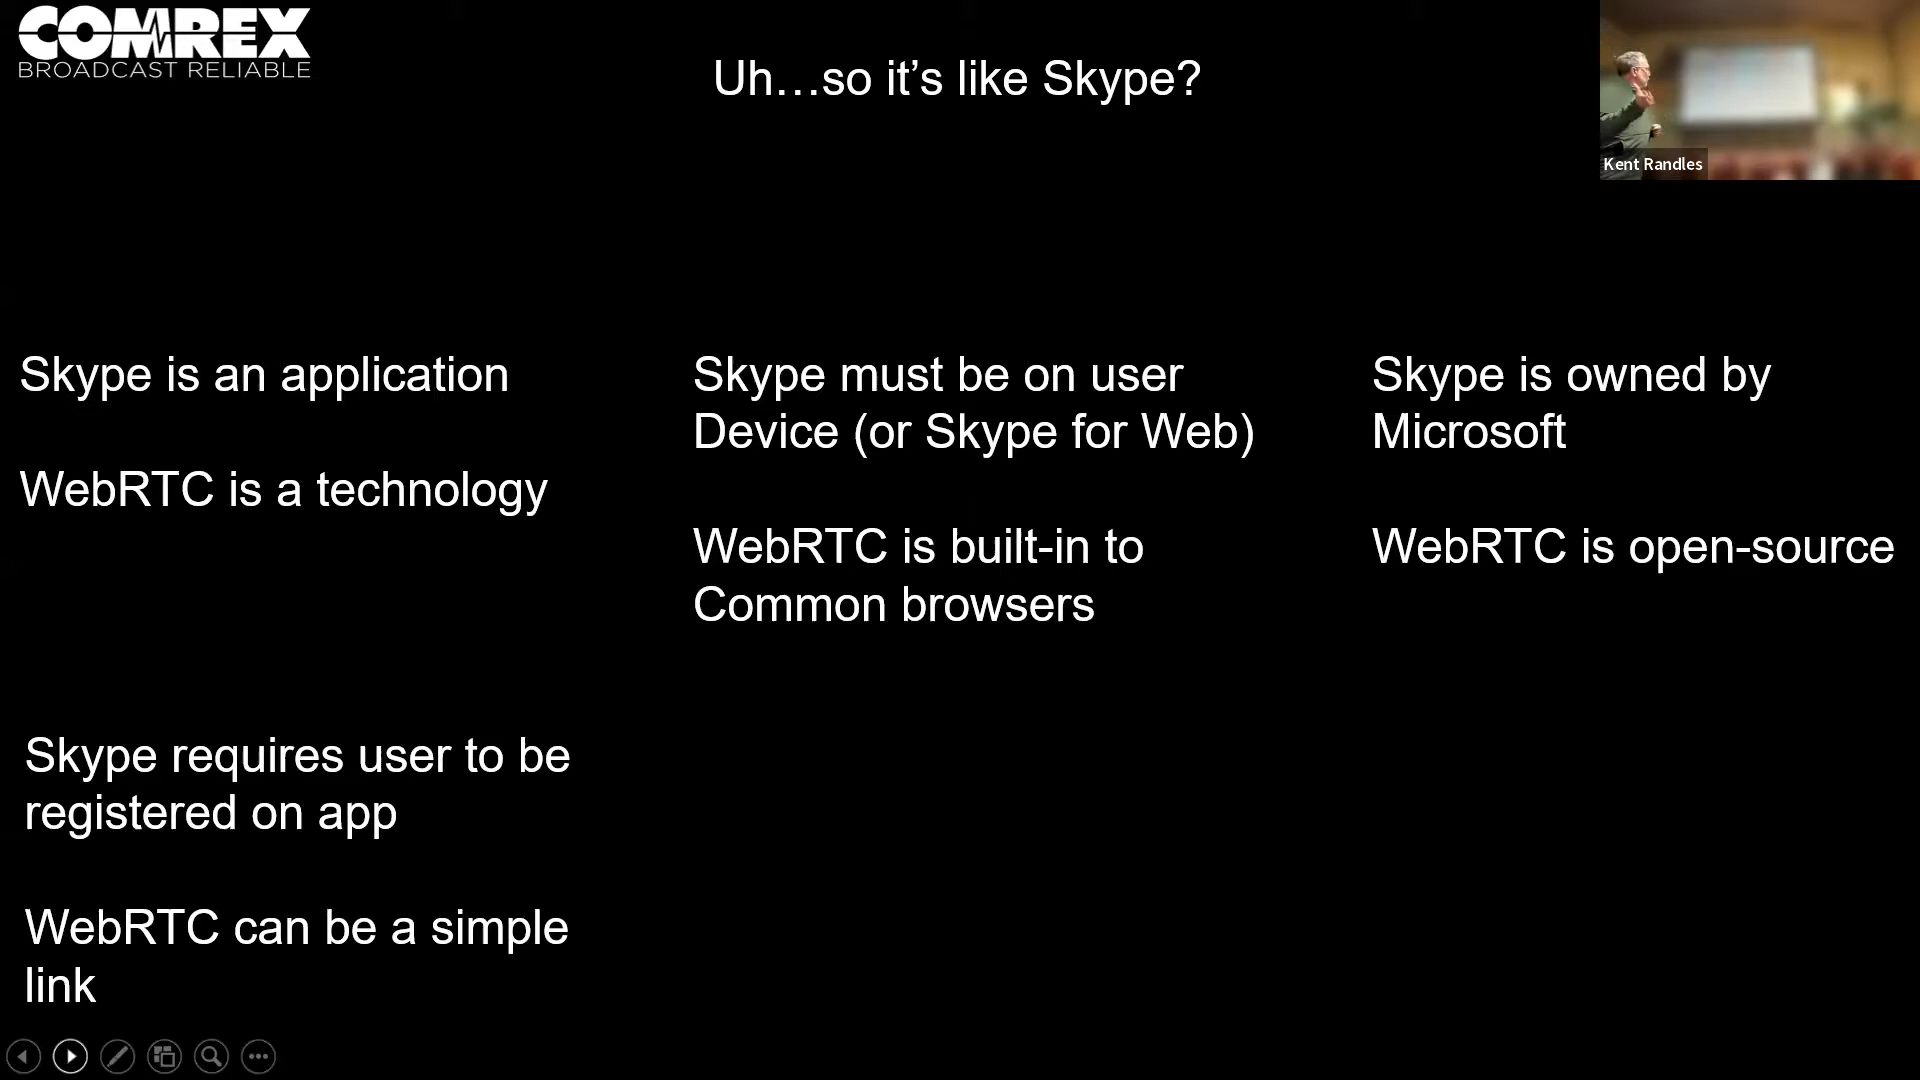 COMREX
BROADCAST RELIABLE
Uh…so it’s like Skype?
Kent Randles
Skype is an application
WebRTC is a technology
Skype must be on user
Device (or Skype for Web)
WebRTC is built-in to
Common browsers
Skype is owned by
Microsoft
WebRTC is open-source
Skype requires user to be
registered on app
WebRTC can be a simple
link